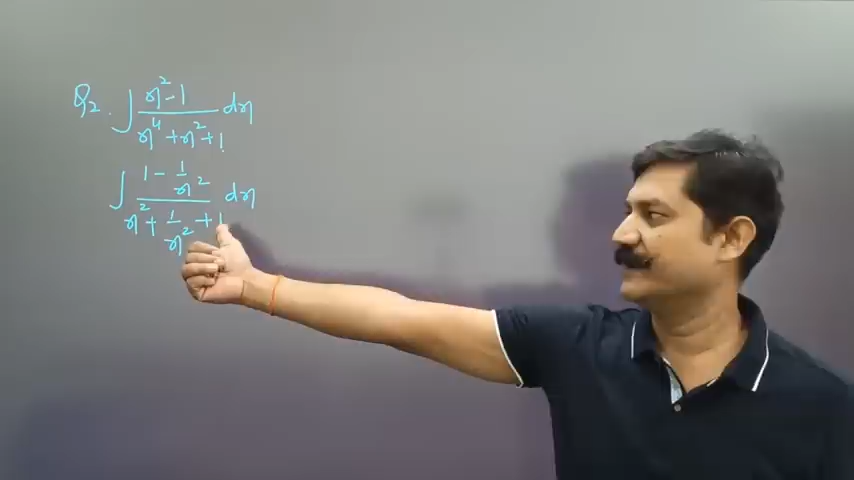 Q2. ∫ x²-1 / x⁴+x²+1 dx
∫ 1 - 1/x² / x² + 1/x² + 1 dx